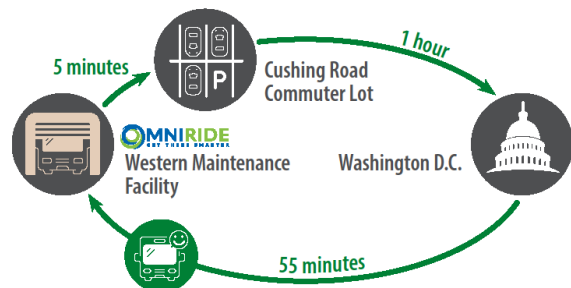 5 minutes
1 hour
P
Cushing Road
Commuter Lot
OMNIRIDE
GET THERE SMARTER
Western Maintenance
Facility
Washington D.C.
55 minutes